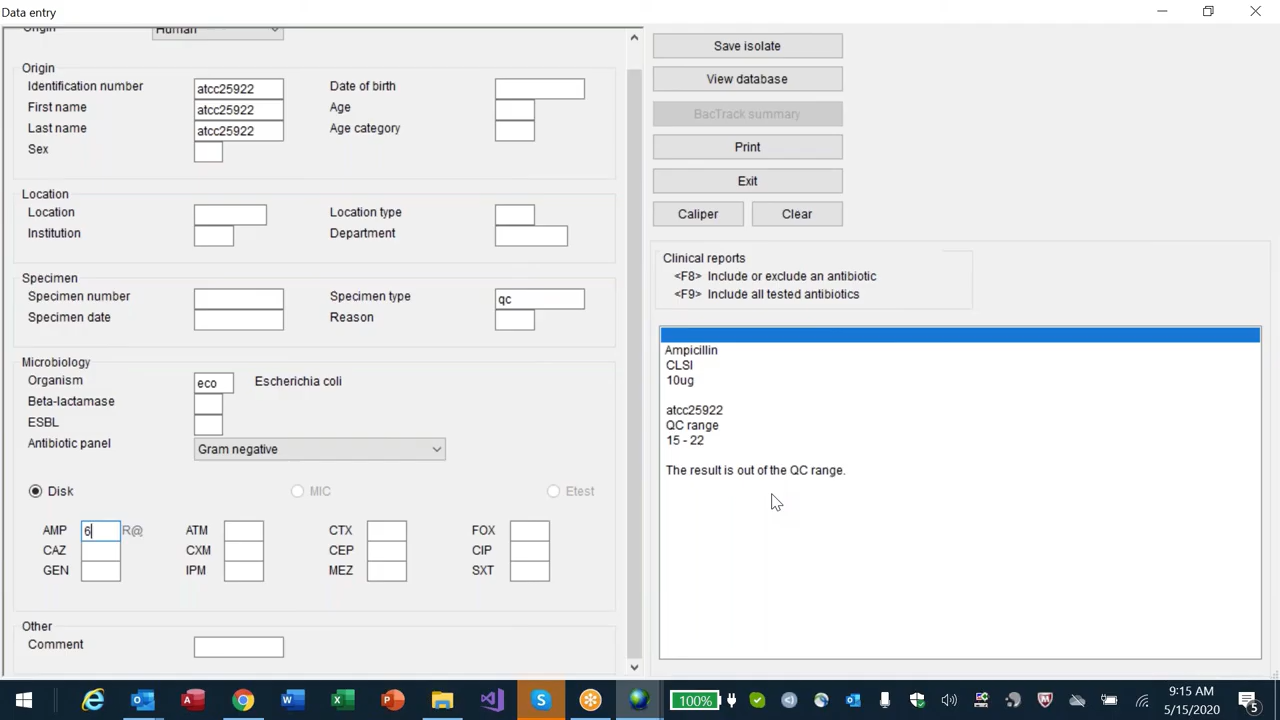 Data entry
Origin Human
Origin
Identification number atcc25922 Date of birth
First name atcc25922 Age
Last name atcc25922 Age category
Sex
Location
Location Location type
Institution Department
Specimen
Specimen number Specimen type qc
Specimen date Reason
Microbiology
Organism eco Escherichia coli
Beta-lactamase
ESBL
Antibiotic panel Gram negative
Disk MIC Etest
AMP 6 R@ ATM CTX FOX
CAZ CXM CEP CIP
GEN IPM MEZ SXT
Other
Comment
Save isolate
View database
BacTrack summary
Print
Exit
Caliper Clear
Clinical reports
<F8> Include or exclude an antibiotic
<F9> Include all tested antibiotics
Ampicillin
CLSI
10ug
atcc25922
QC range
15 - 22
The result is out of the QC range.
100%
9:15 AM
5/15/2020
5